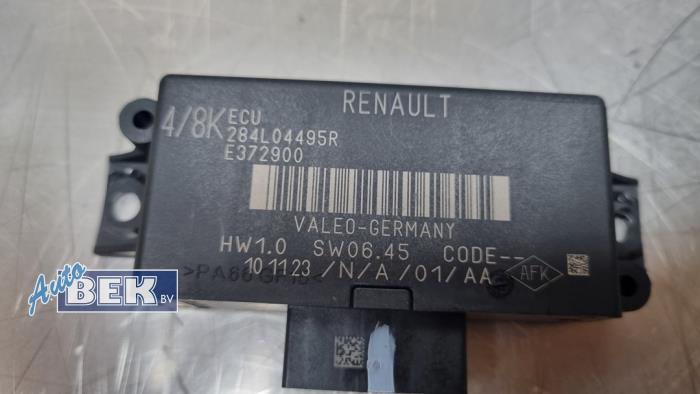 RENAULT
4/8K ECU
284L04495R
E372900
VALEO-GERMANY
HW1.0 SW06.45 CODE--
101123 /N/A/01/AA AFK
Auto
BEK BV